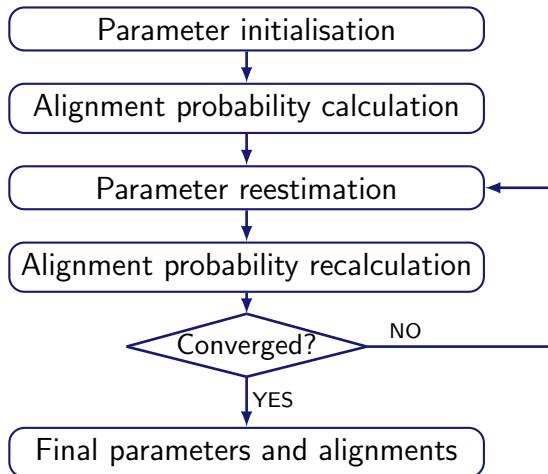 Parameter initialisation
Alignment probability calculation
Parameter reestimation
Alignment probability recalculation
Converged?
NO
YES
Final parameters and alignments